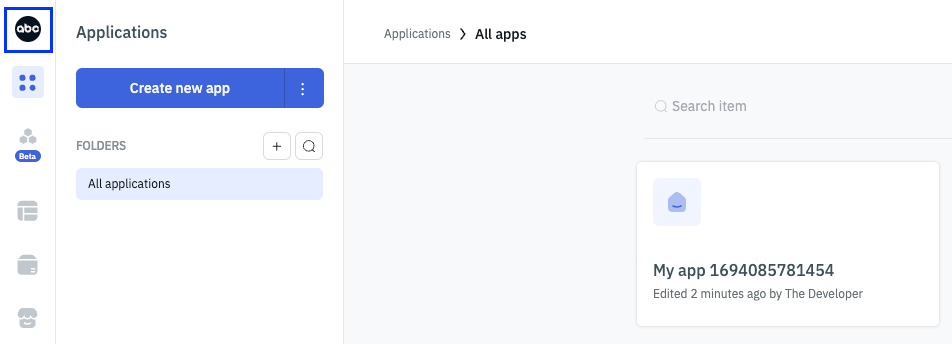 abc
Applications
Applications > All apps
Create new app
Search item
Beta
FOLDERS
All applications
My app 1694085781454
Edited 2 minutes ago by The Developer